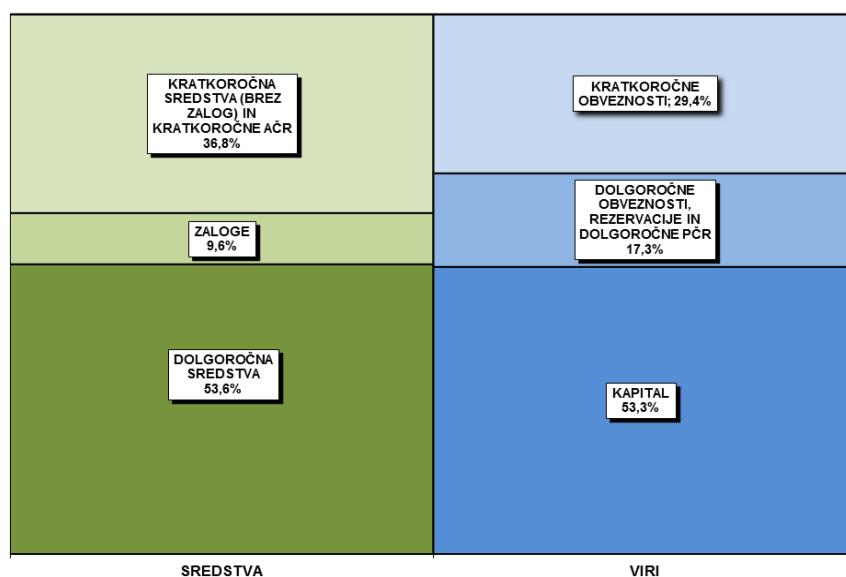 KRATKOROČNA
SREDSTVA (BREZ
ZALOG) IN
KRATKOROČNE AČR
36,8%
ZALOGE
9,6%
DOLGOROČNA
SREDSTVA
53,6%
KRATKOROČNE
OBVEZNOSTI; 29,4%
DOLGOROČNE
OBVEZNOSTI,
REZERVACIJE IN
DOLGOROČNE PČR
17,3%
KAPITAL
53,3%
SREDSTVA
VIRI